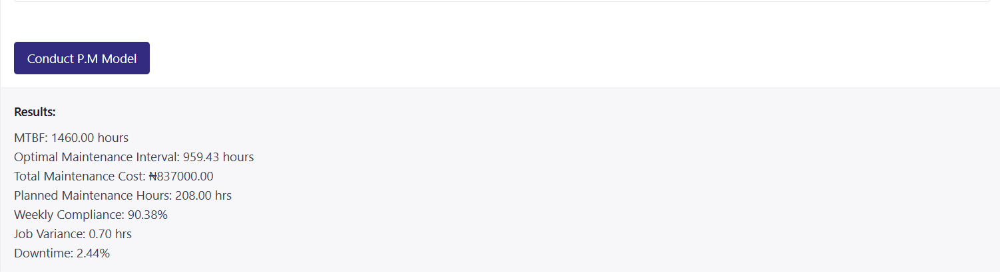 Conduct P.M Model
Results:
MTBF: 1460.00 hours
Optimal Maintenance Interval: 959.43 hours
Total Maintenance Cost: ₦837000.00
Planned Maintenance Hours: 208.00 hrs
Weekly Compliance: 90.38%
Job Variance: 0.70 hrs
Downtime: 2.44%